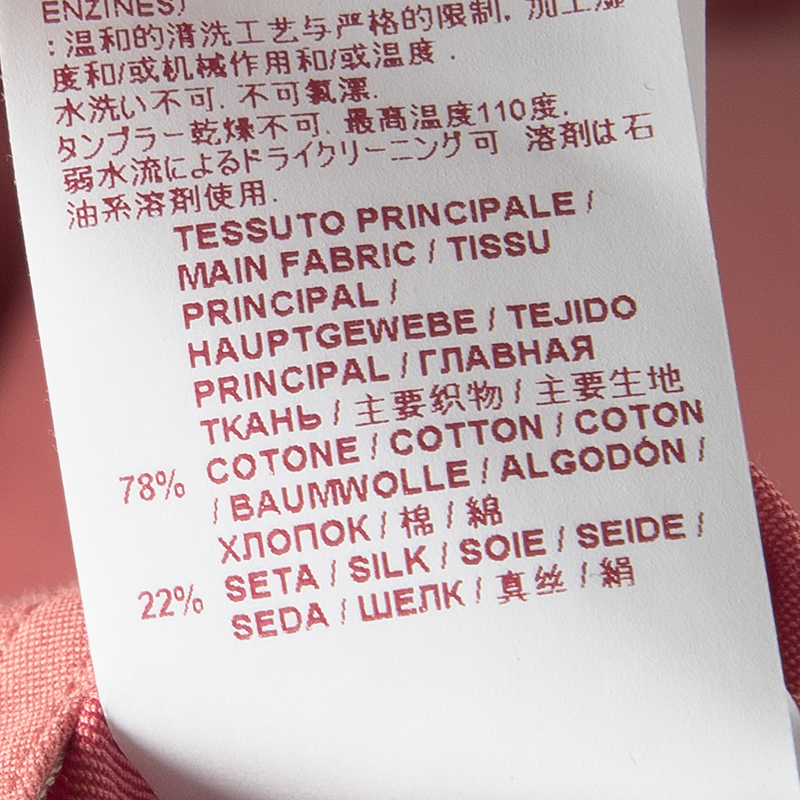 ENZINES)
:温和的清洗工艺与严格的限制, 加工湿
度和/或机械作用和/或温度.
水洗い不可. 不可氯漂.
タンブラー乾燥不可. 最高温度110度.
弱水流によるドライクリーニング可 溶剤は石
油系溶剤使用.
TESSUTO PRINCIPALE /
MAIN FABRIC / TISSU
PRINCIPAL /
HAUPTGEWEBE / TEJIDO
PRINCIPAL / ГЛАВНАЯ
ТКАНЬ / 主要织物 / 主要生地
78% COTONE / COTTON / COTON
/ BAUMWOLLE / ALGODÓN /
ХЛОПОК / 棉 / 綿
22% SETA / SILK / SOIE / SEIDE /
SEDA / ШЕЛК / 真丝 / 絹